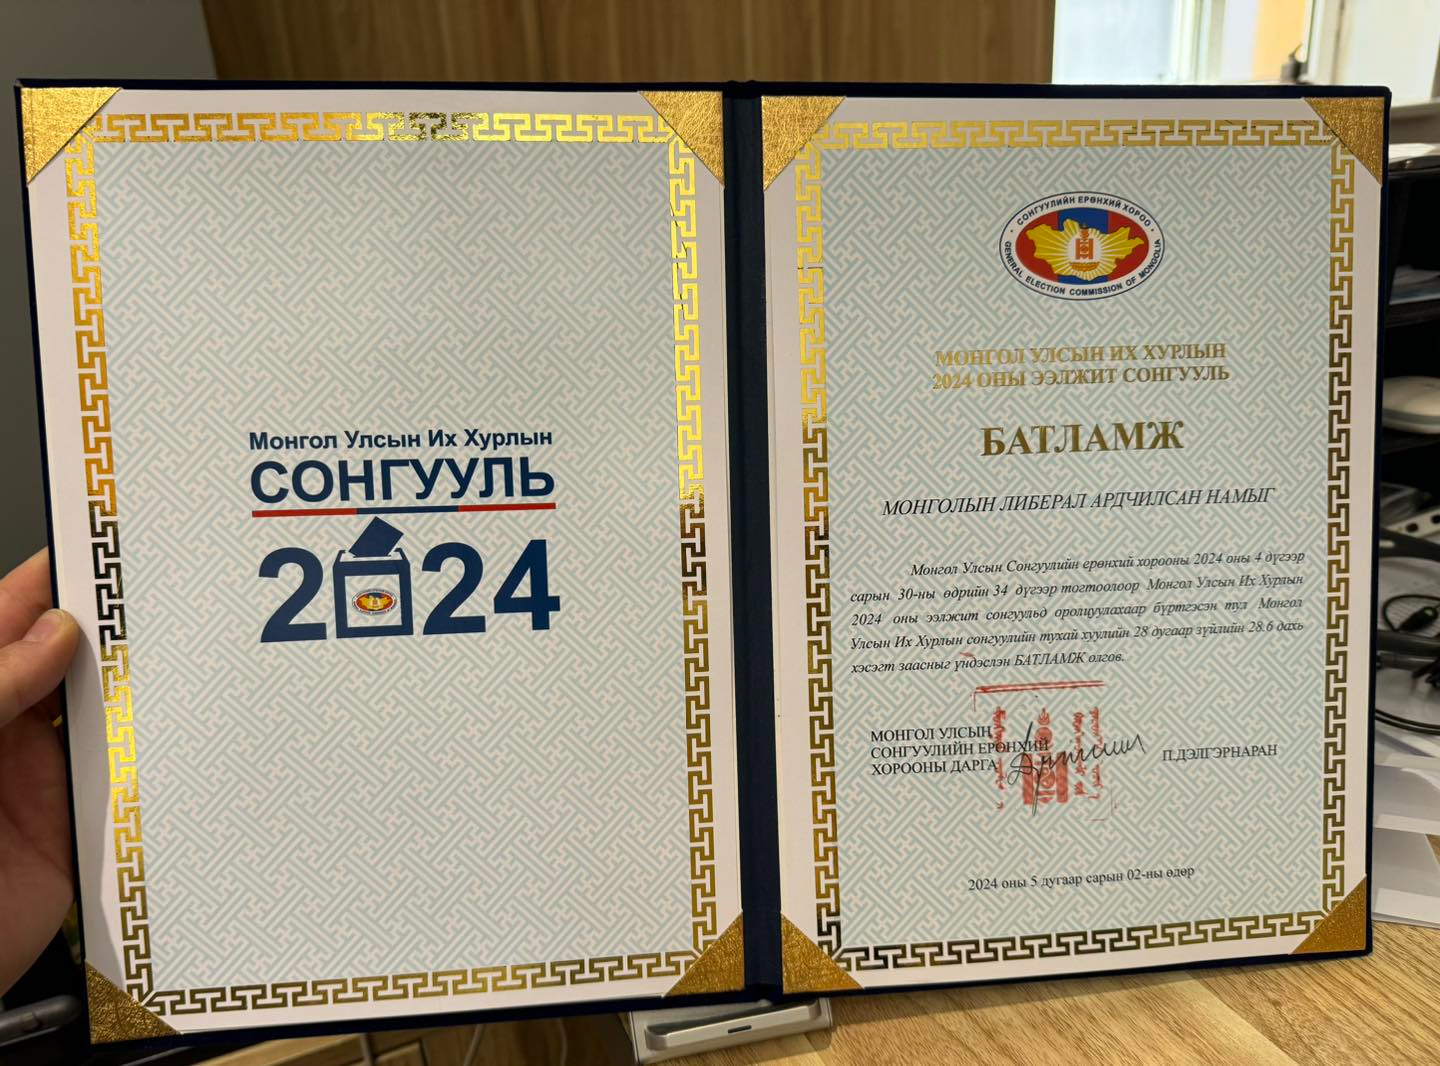 Монгол Улсын Их Хурлын
СОНГУУЛЬ
2024
СОНГУУЛИЙН ЕРӨНХИЙ ХОРОО
GENERAL ELECTION COMMISSION OF MONGOLIA
МОНГОЛ УЛСЫН ИХ ХУРЛЫН
2024 ОНЫ ЭЭЛЖИТ СОНГУУЛЬ
БАТЛАМЖ
МОНГОЛЫН ЛИБЕРАЛ АРДЧИЛСАН НАМЫГ
Монгол Улсын Сонгуулийн ерөнхий хорооны 2024 оны 4 дүгээр
сарын 30-ны өдрийн 34 дүгээр тогтоолоор Монгол Улсын Их Хурлын
2024 оны ээлжит сонгуульд оролцуулахаар бүртгэсэн тул Монгол
Улсын Их Хурлын сонгуулийн тухай хуулийн 28 дугаар зүйлийн 28.6 дахь
хэсэгт заасныг үндэслэн БАТЛАМЖ олгов.
МОНГОЛ УЛСЫН
СОНГУУЛИЙН ЕРӨНХИЙ
ХОРООНЫ ДАРГА
П.ДЭЛГЭРНАРАН
2024 оны 5 дугаар сарын 02-ны өдөр